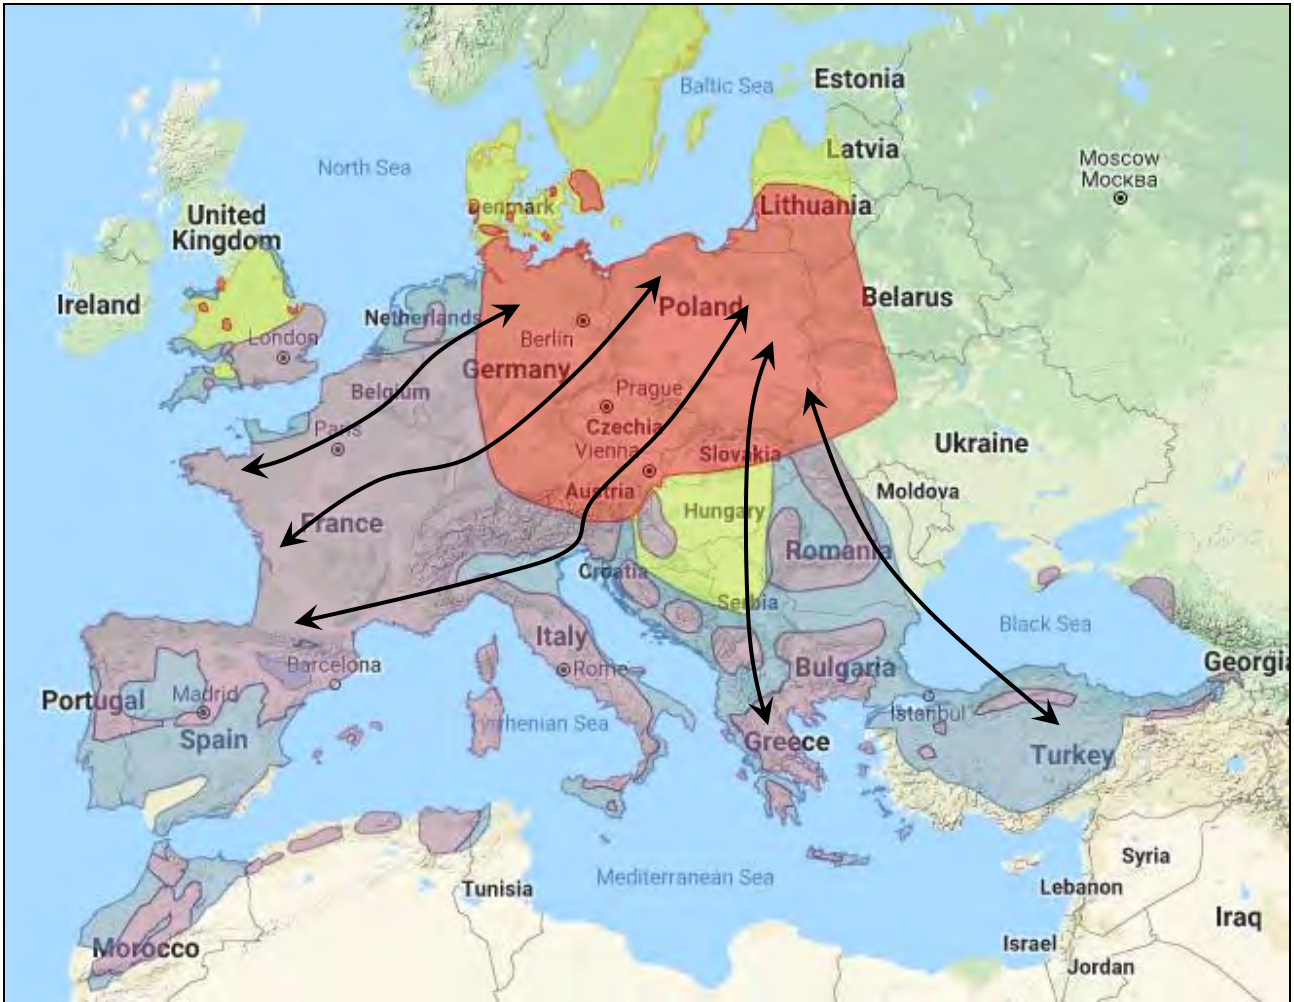 Estonia
Baltic Sea
Latvia
North Sea
Moscow
Москва
Denmark
Lithuania
United
Kingdom
Ireland
Belarus
Netherlands
Poland
London
Berlin
Germany
Belgium
Prague
Paris
Czechia
Ukraine
Vienna
Slovakia
Austria
Moldova
Hungary
France
Romania
Croatia
Serbia
Black Sea
Italy
Barcelona
Bulgaria
Georgia
Rome
Portugal
Madrid
Istanbul
Tyrrhenian Sea
Spain
Greece
Turkey
Syria
Mediterranean Sea
Tunisia
Lebanon
Iraq
Morocco
Israel
Jordan